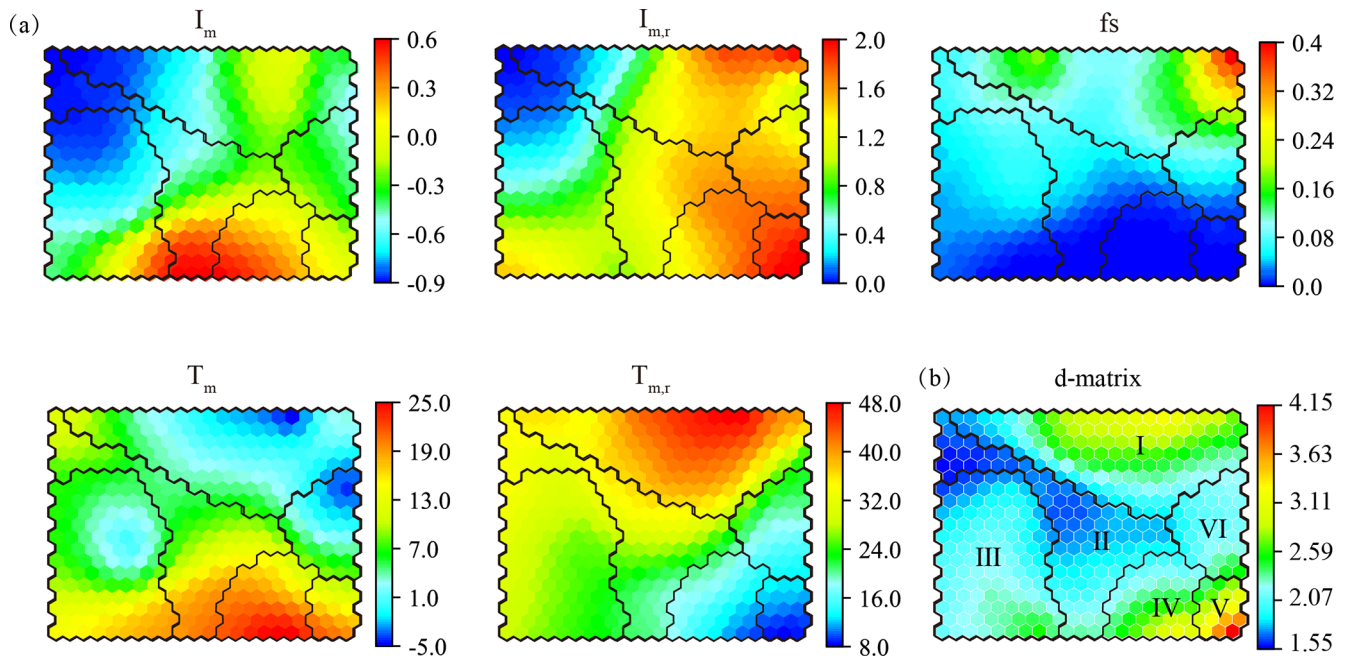 (a)
I_m
0.6
0.3
0.0
-0.3
-0.6
-0.9
I_m,r
2.0
1.6
1.2
0.8
0.4
0.0
fs
0.4
0.32
0.24
0.16
0.08
0.0
T_m
25.0
19.0
13.0
7.0
1.0
-5.0
T_m,r
48.0
40.0
32.0
24.0
16.0
8.0
(b)
d-matrix
I
II
III
IV
V
VI
4.15
3.63
3.11
2.59
2.07
1.55